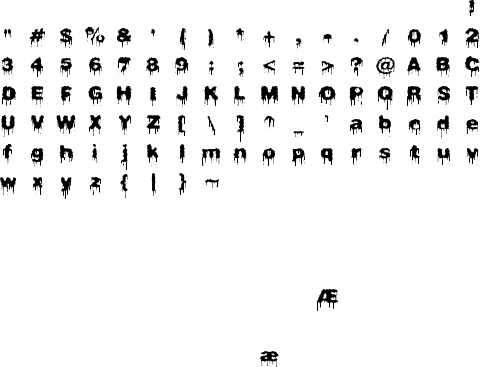 !
" # $ % & ' ( ) * + , - . / 0 1 2
3 4 5 6 7 8 9 : ; < = > ? @ A B C
D E F G H I J K L M N O P Q R S T
U V W X Y Z [ \ ] ^ _ ` a b c d e
f g h i j k l m n o p q r s t u v
w x y z { | } ~
Æ
æ